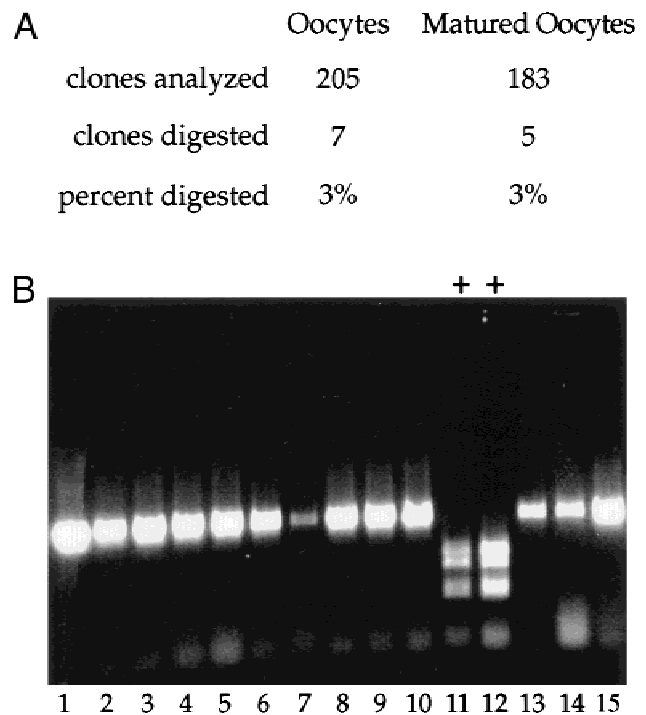 A
Oocytes Matured Oocytes
clones analyzed 205 183
clones digested 7 5
percent digested 3% 3%
B
+ +
1 2 3 4 5 6 7 8 9 10 11 12 13 14 15